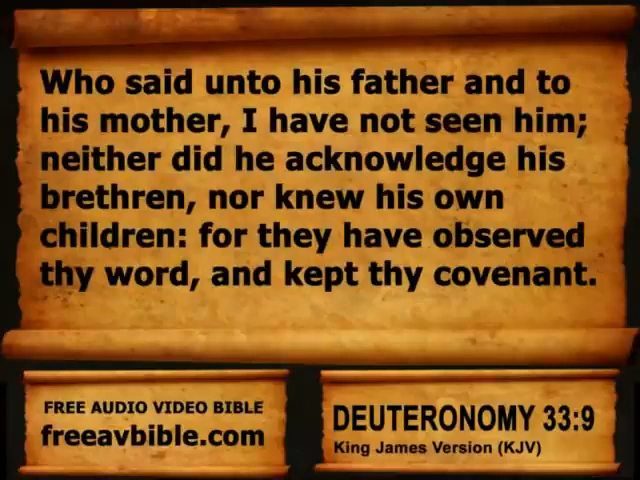 Who said unto his father and to
his mother, I have not seen him;
neither did he acknowledge his
brethren, nor knew his own
children: for they have observed
thy word, and kept thy covenant.
FREE AUDIO VIDEO BIBLE
freeavbible.com
DEUTERONOMY 33:9
King James Version (KJV)